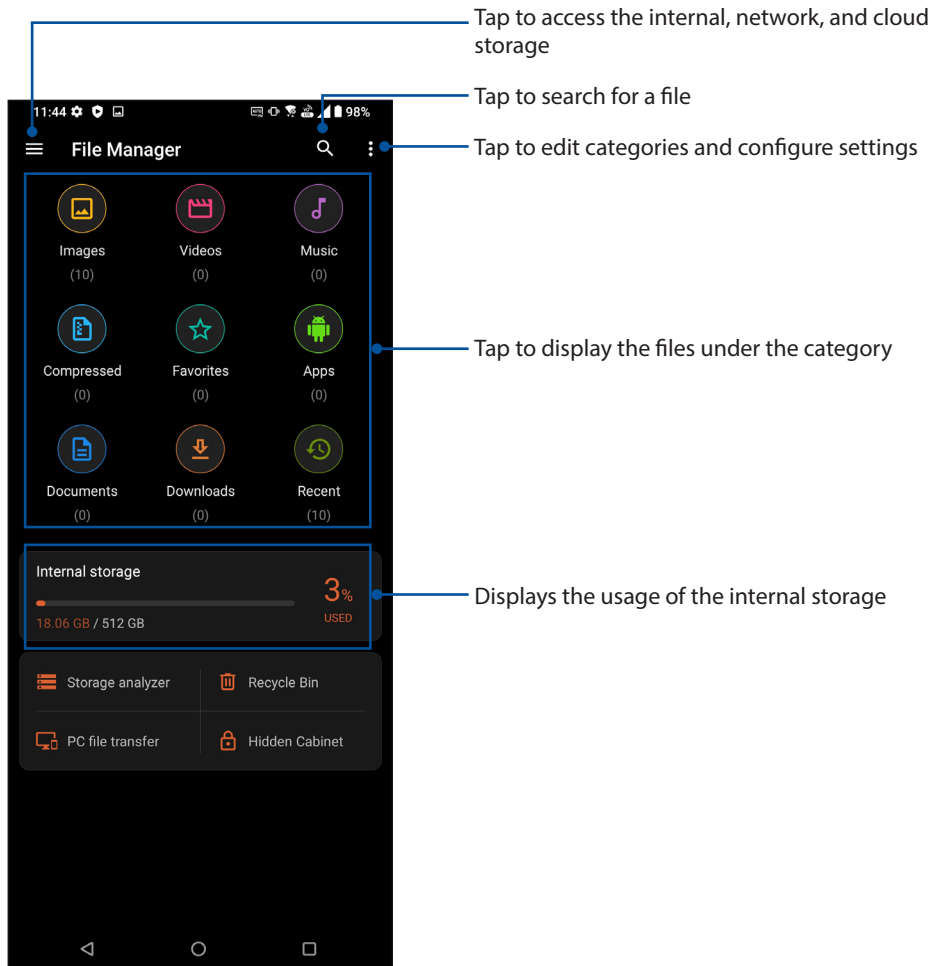 Tap to access the internal, network, and cloud
storage
Tap to search for a file
11:44 98%
File Manager
Tap to edit categories and configure settings
Images Videos Music
(10) (0) (0)
Tap to display the files under the category
Compressed Favorites Apps
(0) (0) (0)
Documents Downloads Recent
(0) (0) (10)
Internal storage
3%
USED
18.06 GB / 512 GB
Displays the usage of the internal storage
Storage analyzer Recycle Bin
PC file transfer Hidden Cabinet